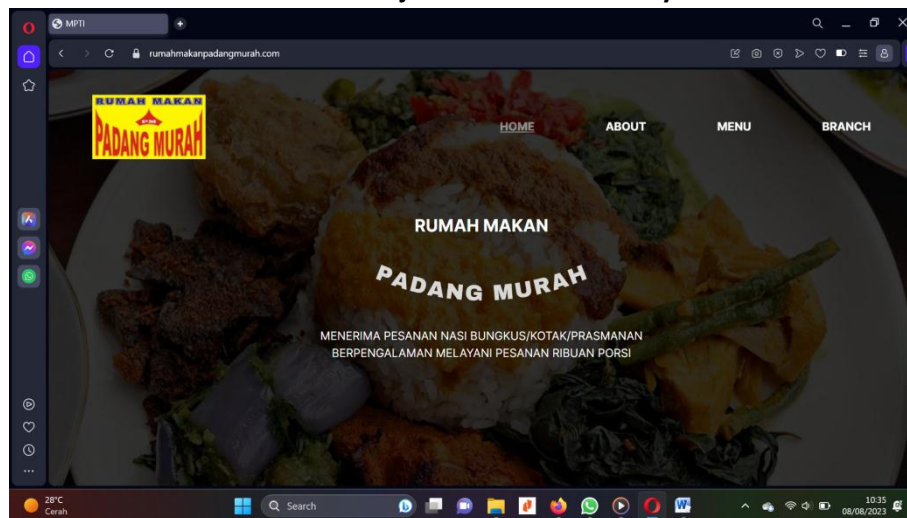 MPTI
rumahmakanpadangmurah.com
RUMAH MAKAN
PADANG MURAH
HOME
ABOUT
MENU
BRANCH
RUMAH MAKAN
PADANG MURAH
MENERIMA PESANAN NASI BUNGKUS/KOTAK/PRASMANAN
BERPENGALAMAN MELAYANI PESANAN RIBUAN PORSI
28°C
Cerah
Search
10:35
08/08/2023